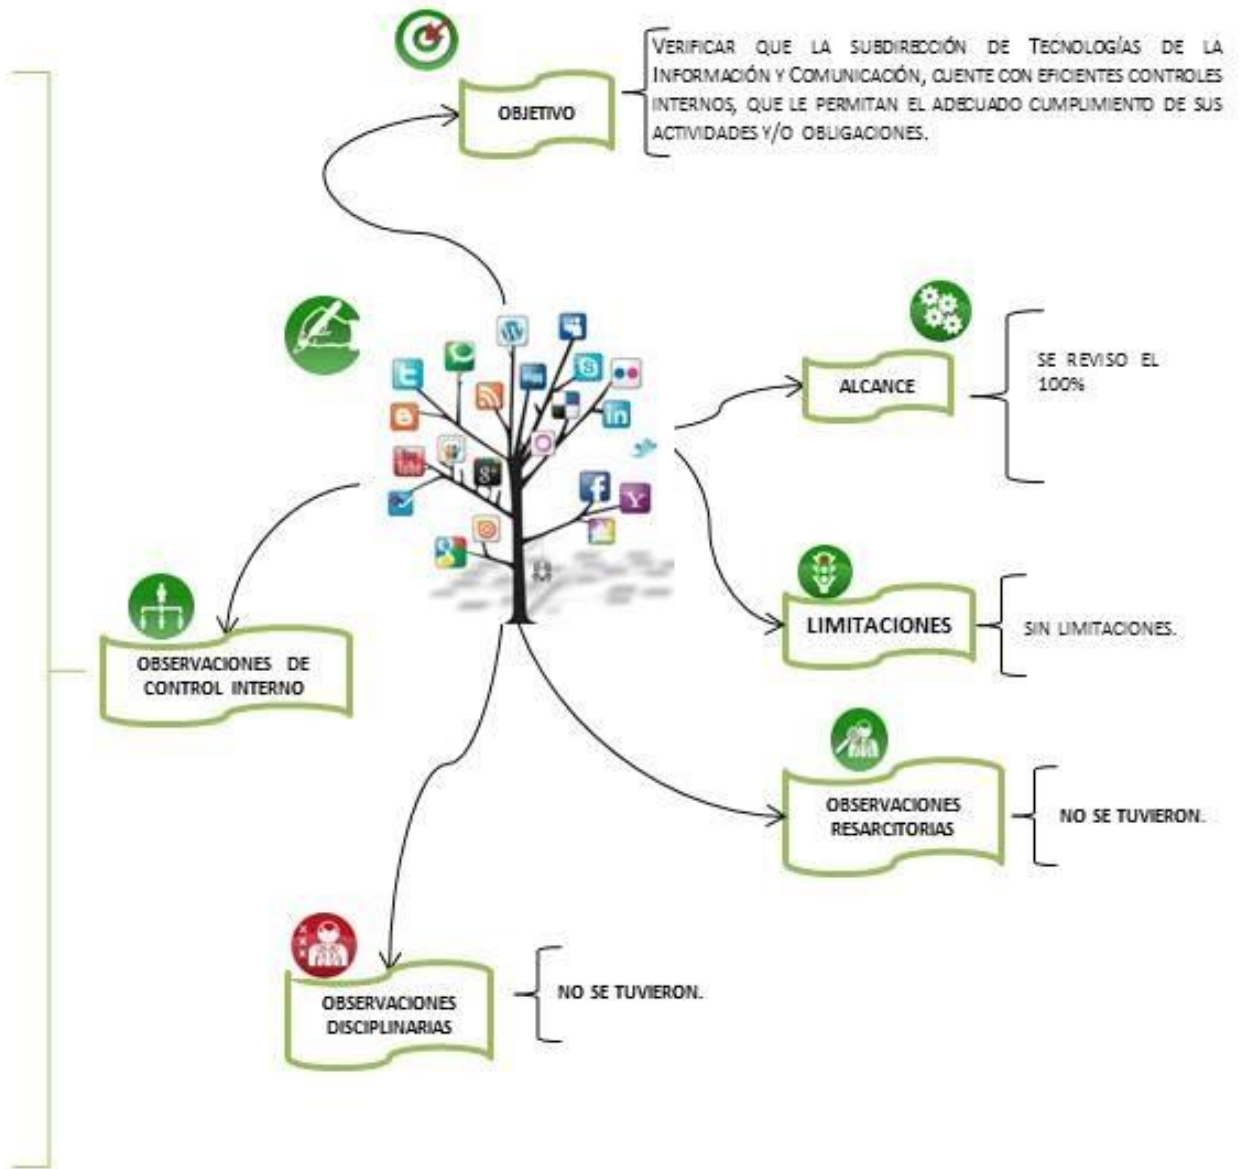 OBJETIVO
VERIFICAR QUE LA SUBDIRECCIÓN DE TECNOLOGÍAS DE LA
INFORMACIÓN Y COMUNICACIÓN, CUENTE CON EFICIENTES CONTROLES
INTERNOS, QUE LE PERMITAN EL ADECUADO CUMPLIMIENTO DE SUS
ACTIVIDADES Y/O OBLIGACIONES.
ALCANCE
SE REVISO EL
100%
LIMITACIONES
SIN LIMITACIONES.
OBSERVACIONES DE
CONTROL INTERNO
OBSERVACIONES
RESARCITORIAS
NO SE TUVIERON.
OBSERVACIONES
DISCIPLINARIAS
NO SE TUVIERON.